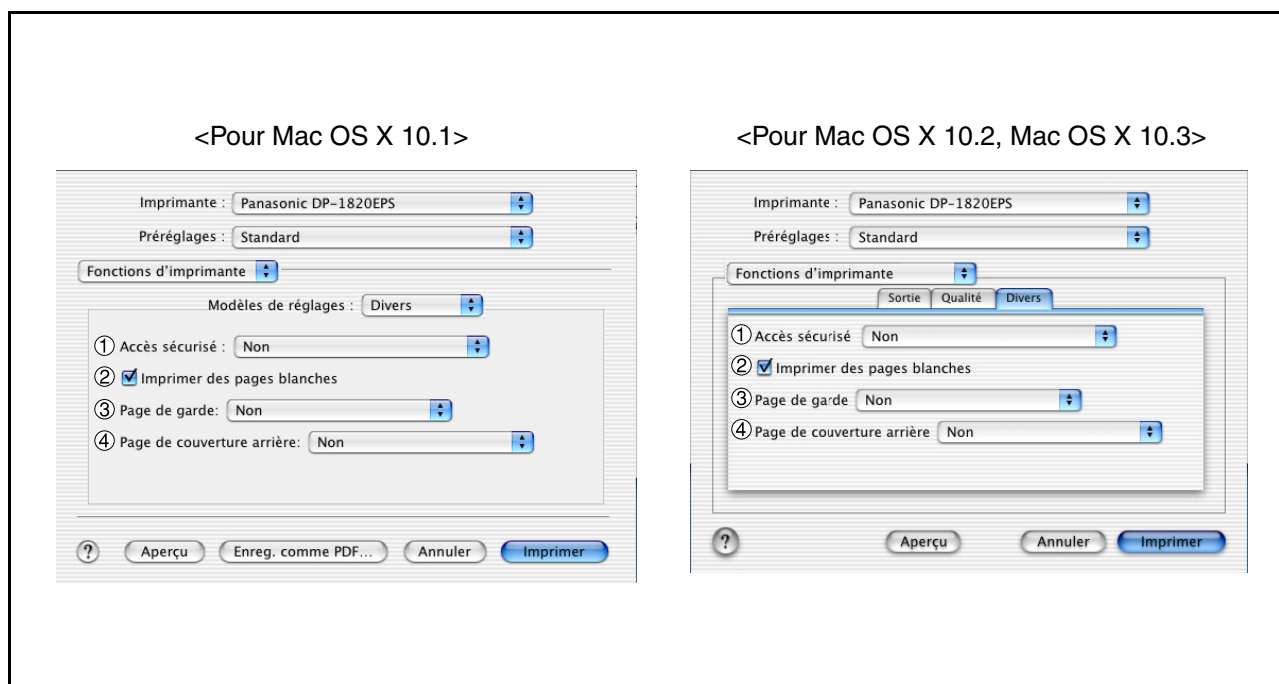 <Pour Mac OS X 10.1>
Imprimante : Panasonic DP-1820EPS
Préréglages : Standard
Fonctions d'imprimante
Modèles de réglages : Divers
① Accès sécurisé : Non
② Imprimer des pages blanches
③ Page de garde: Non
④ Page de couverture arrière: Non
? Aperçu Enreg. comme PDF... Annuler Imprimer
<Pour Mac OS X 10.2, Mac OS X 10.3>
Imprimante : Panasonic DP-1820EPS
Préréglages : Standard
Fonctions d'imprimante
Sortie Qualité Divers
① Accès sécurisé Non
② Imprimer des pages blanches
③ Page de garde Non
④ Page de couverture arrière Non
? Aperçu Annuler Imprimer